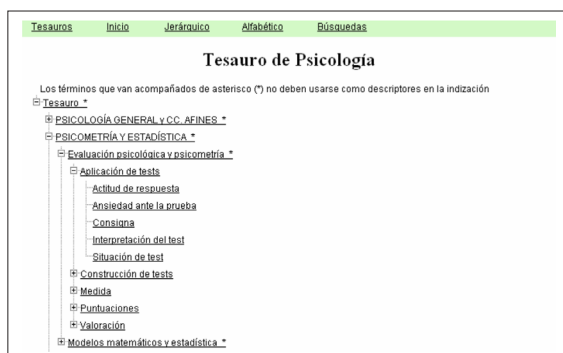 Tesauros Inicio Jerárquico Alfabético Búsquedas
Tesauro de Psicología
Los términos que van acompañados de asterisco (*) no deben usarse como descriptores en la indización
Tesauro *
PSICOLOGÍA GENERAL y CC. AFINES *
PSICOMETRÍA Y ESTADÍSTICA *
Evaluación psicológica y psicometría *
Aplicación de tests
Actitud de respuesta
Ansiedad ante la prueba
Consigna
Interpretación del test
Situación de test
Construcción de tests
Medida
Puntuaciones
Valoración
Modelos matemáticos y estadística *